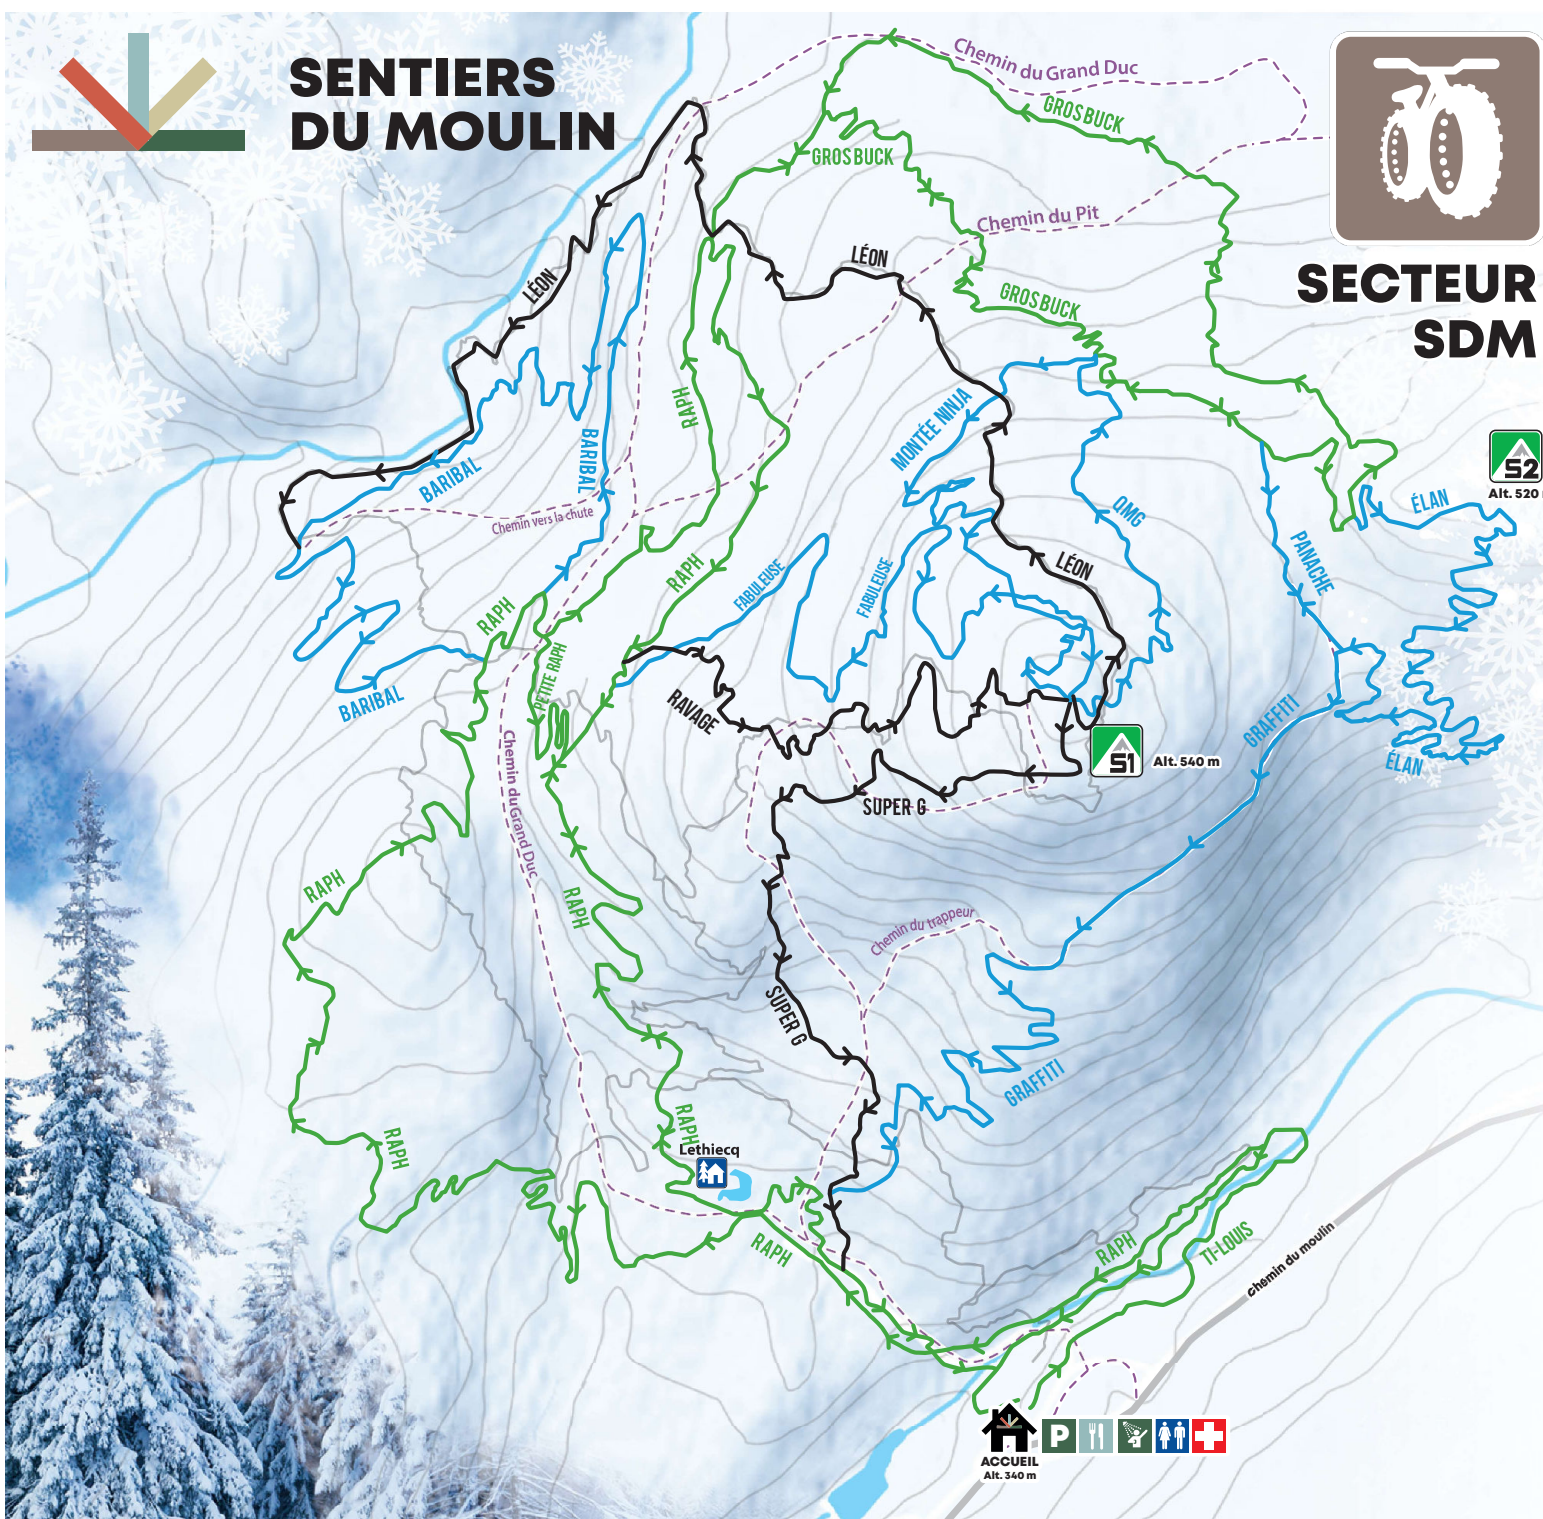 SENTIERS
DU MOULIN
SECTEUR
SDM
Chemin du Grand Duc
GROS BUCK
GROS BUCK
Chemin du Pit
LÉON
LÉON
GROS BUCK
RAPH
MONTÉE NINJA
BARIBAL
BARIBAL
Chemin vers la chute
S2
Alt. 520 m
ÉLAN
QIMG
PANACHE
LÉON
RAPH
FABULEUSE
FABULEUSE
RAPH
PETITE RAPH
BARIBAL
RAVAGE
GRAFFITI
S1
Alt. 540 m
ÉLAN
Chemin du Grand Duc
SUPER G
RAPH
RAPH
Chemin du trappeur
SUPER G
GRAFFITI
RAPH
RAPH
Lethiecq
RAPH
RAPH
TI-LOUIS
Chemin du moulin
P
ACCUEIL
Alt. 340 m